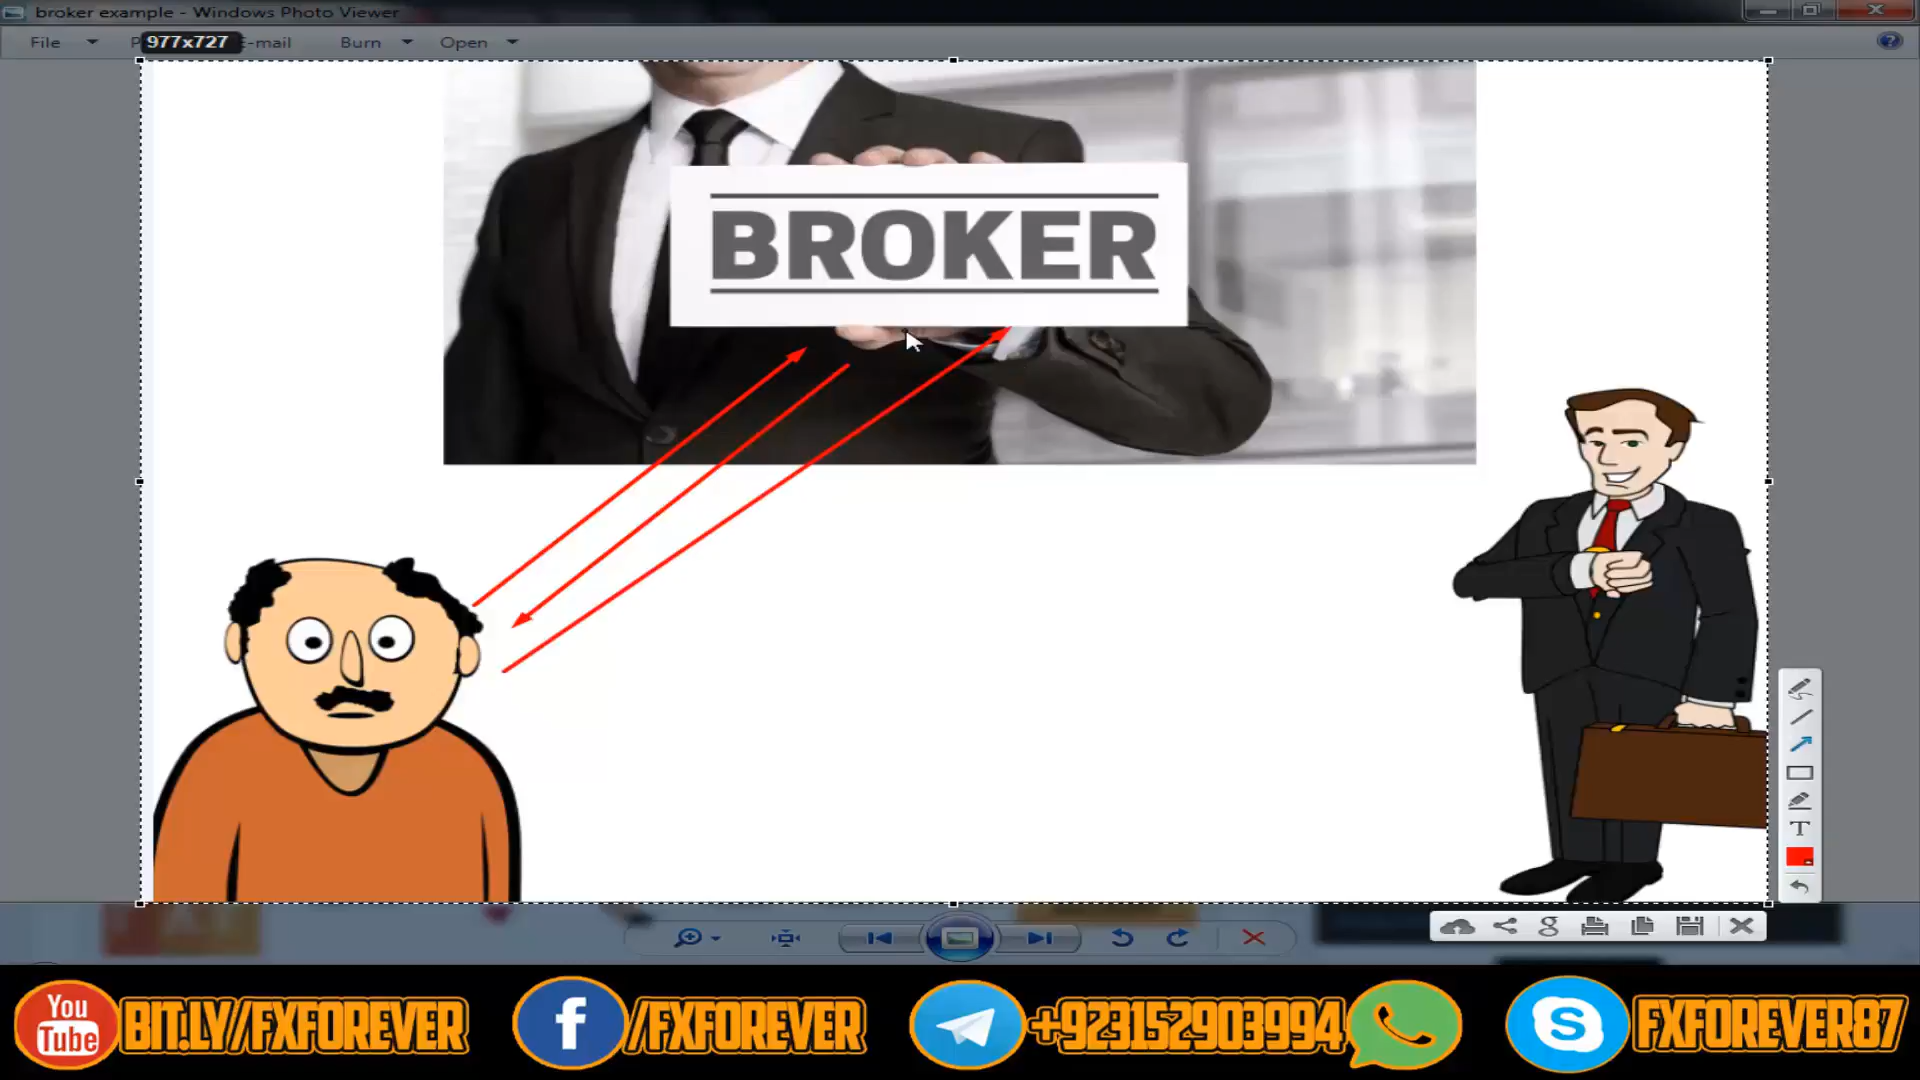 broker example - Windows Photo Viewer
File P E-mail Burn Open
977x727
BROKER
T
g
You
Tube
BIT.LY/FXFOREVER
f
/FXFOREVER
+923152903994
S
FXFOREVER87